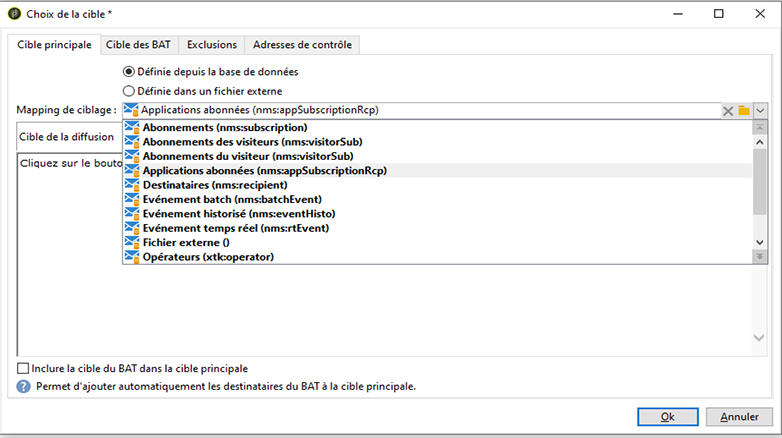 Choix de la cible *
Cible principale Cible des BAT Exclusions Adresses de contrôle
Définie depuis la base de données
Définie dans un fichier externe
Mapping de ciblage : Applications abonnées (nms:appSubscriptionRcp)
Cible de la diffusion
Cliquez sur le bouto
Abonnements (nms:subscription)
Abonnements des visiteurs (nms:visitorSub)
Abonnements du visiteur (nms:visitorSub)
Applications abonnées (nms:appSubscriptionRcp)
Destinataires (nms:recipient)
Evénement batch (nms:batchEvent)
Evénement historisé (nms:eventHisto)
Evénement temps réel (nms:rtEvent)
Fichier externe ()
Opérateurs (xtk:operator)
Inclure la cible du BAT dans la cible principale
? Permet d'ajouter automatiquement les destinataires du BAT à la cible principale.
Ok Annuler